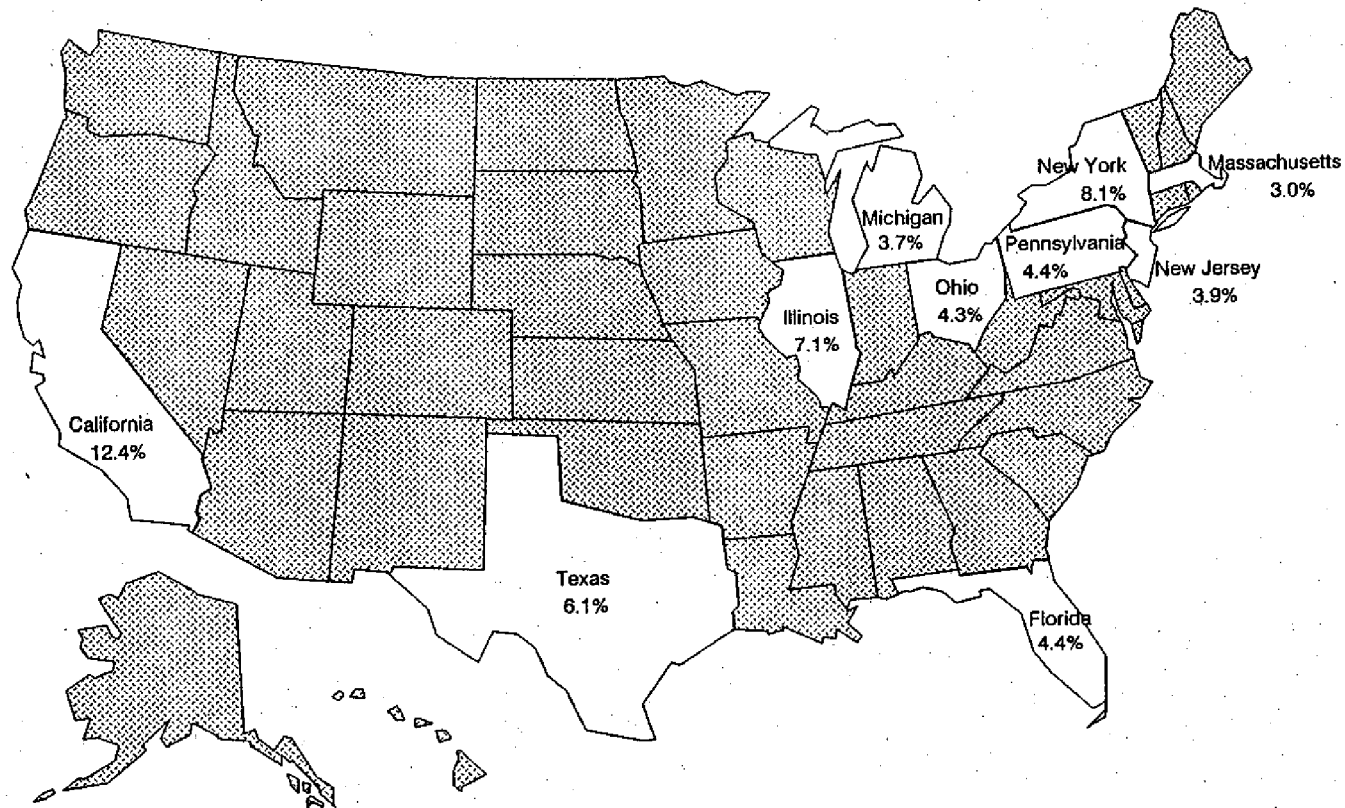 New York
8.1%
Massachusetts
3.0%
Michigan
3.7%
Pennsylvania
4.4%
New Jersey
3.9%
Ohio
4.3%
Illinois
7.1%
California
12.4%
Texas
6.1%
Florida
4.4%